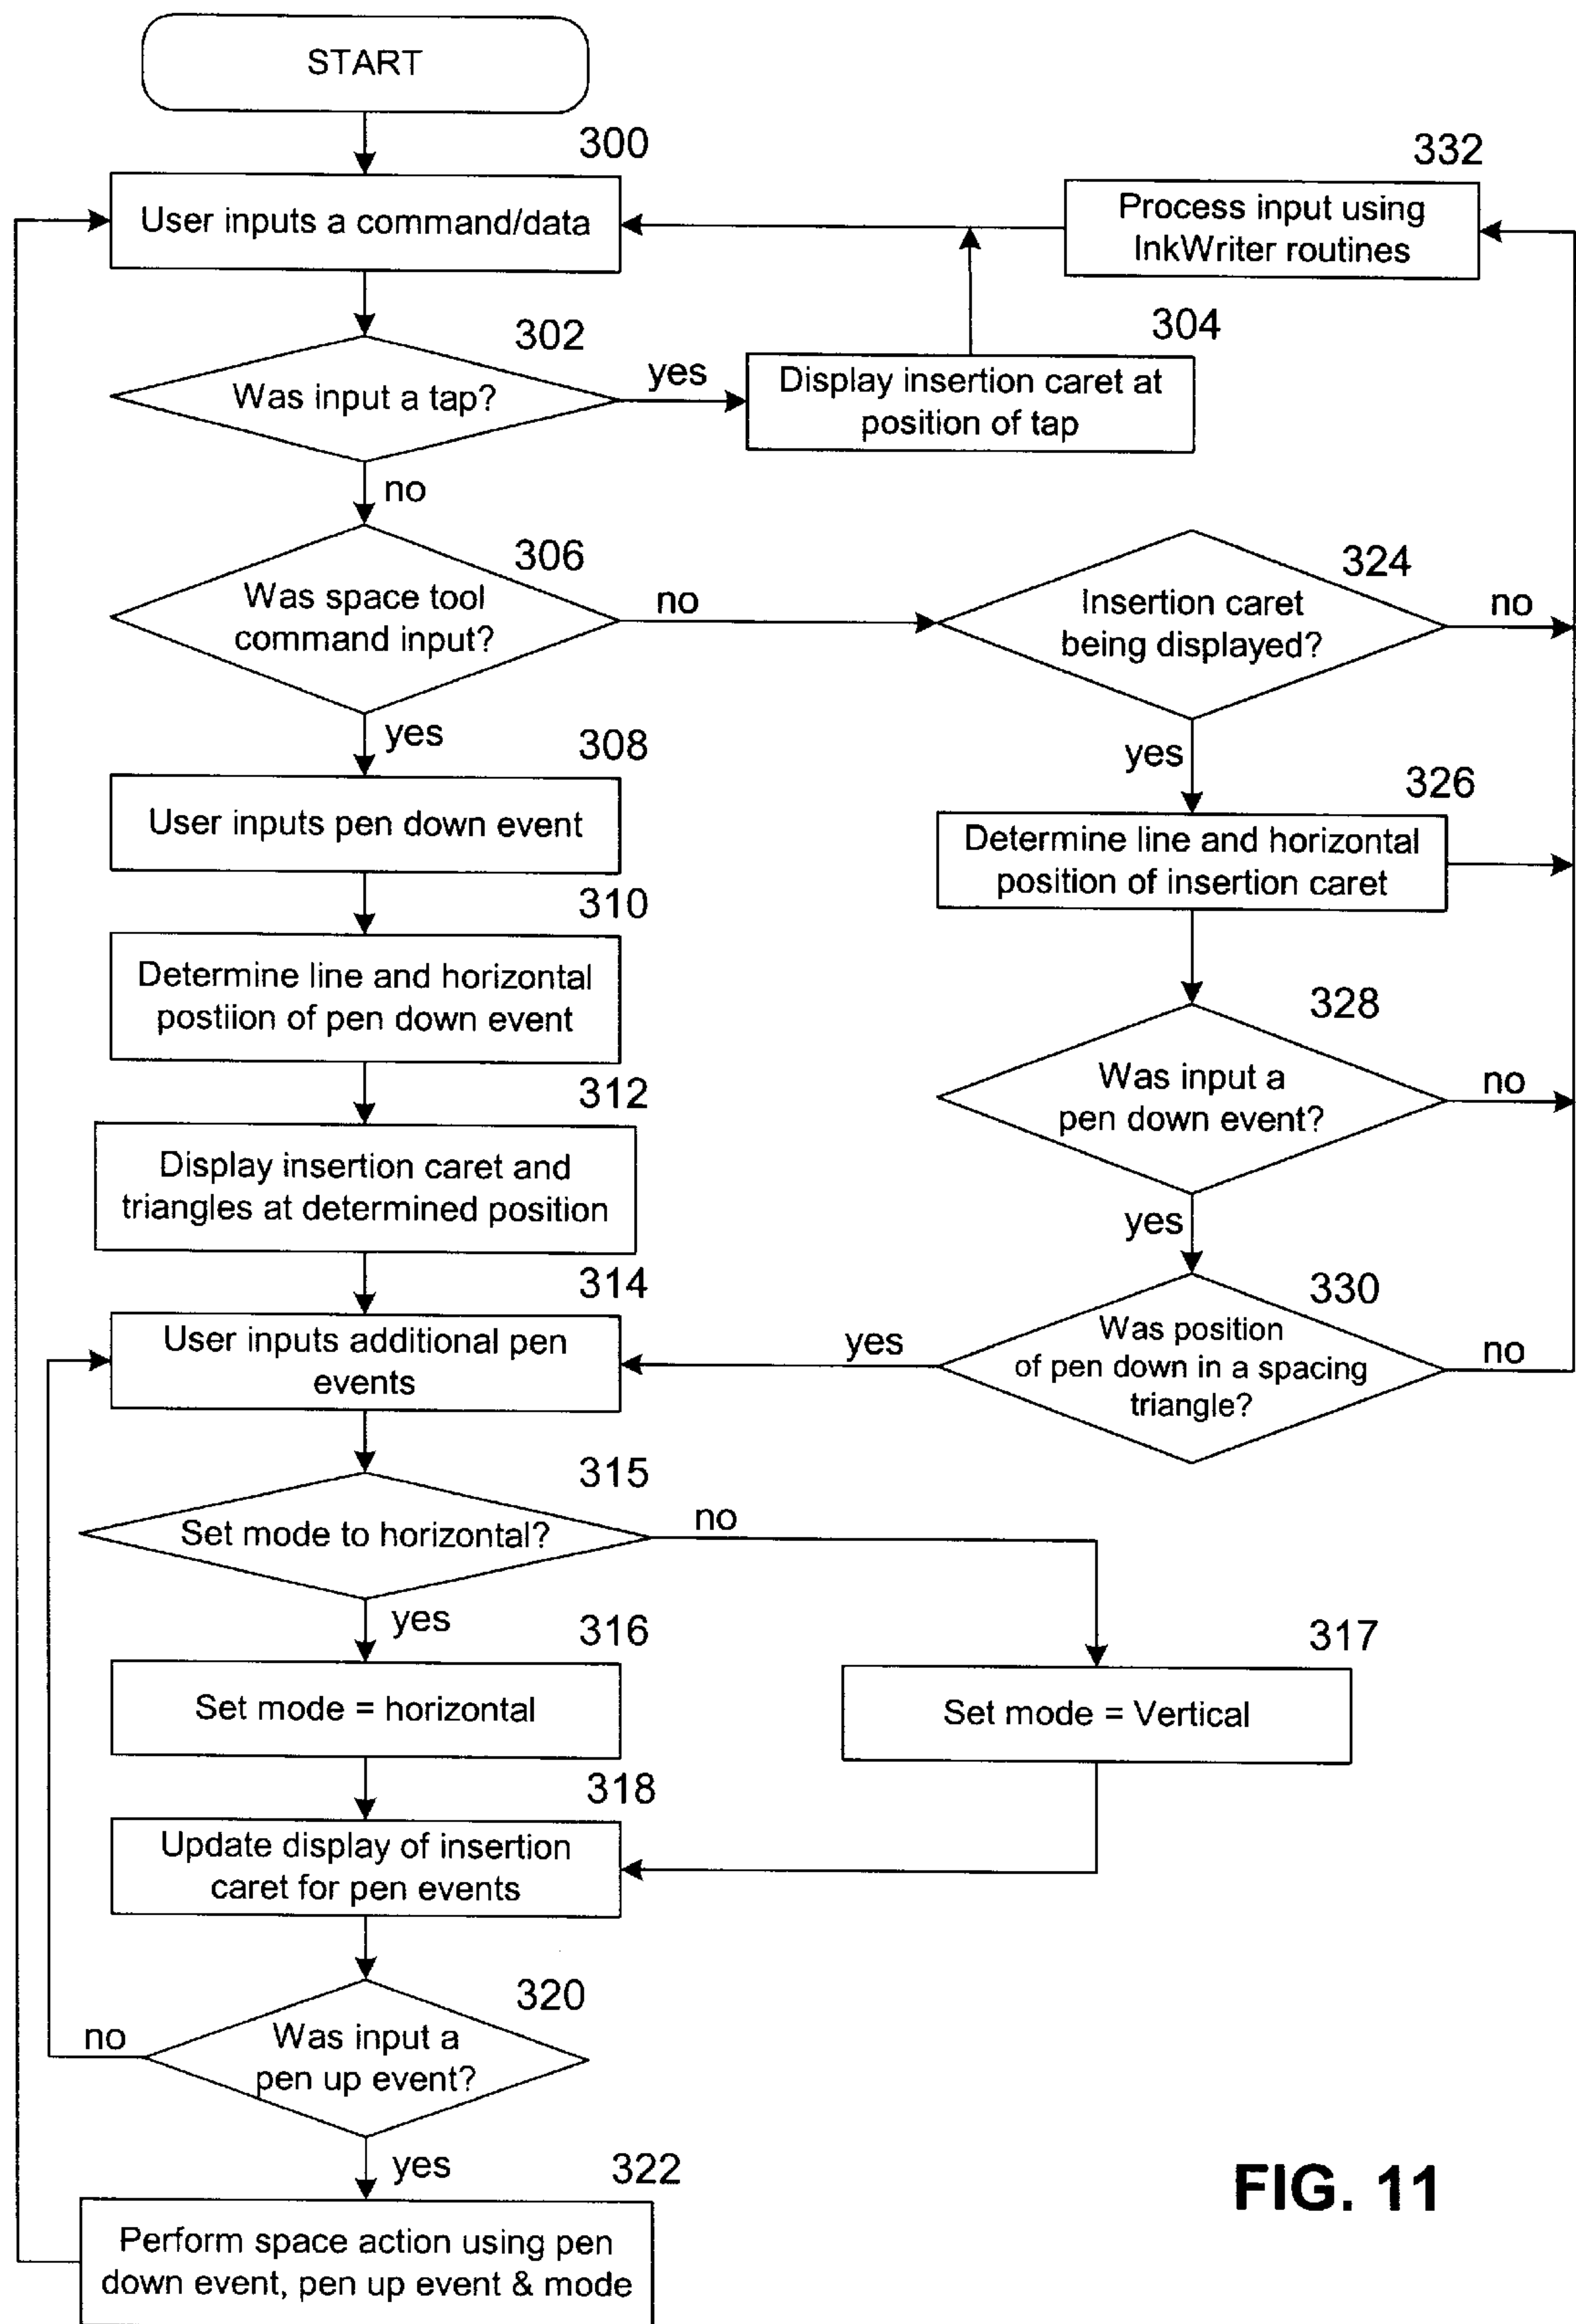 START
300
User inputs a command/data
332
Process input using
InkWriter routines
302
Was input a tap?
yes
304
Display insertion caret at
position of tap
no
306
Was space tool
command input?
no
324
Insertion caret
being displayed?
no
yes
308
User inputs pen down event
yes
326
Determine line and horizontal
position of insertion caret
310
Determine line and horizontal
postiion of pen down event
328
Was input a
pen down event?
no
312
Display insertion caret and
triangles at determined position
yes
314
User inputs additional pen
events
yes
330
Was position
of pen down in a spacing
triangle?
no
315
Set mode to horizontal?
no
yes
316
Set mode = horizontal
317
Set mode = Vertical
318
Update display of insertion
caret for pen events
320
Was input a
pen up event?
no
yes
322
Perform space action using pen
down event, pen up event & mode
FIG. 11